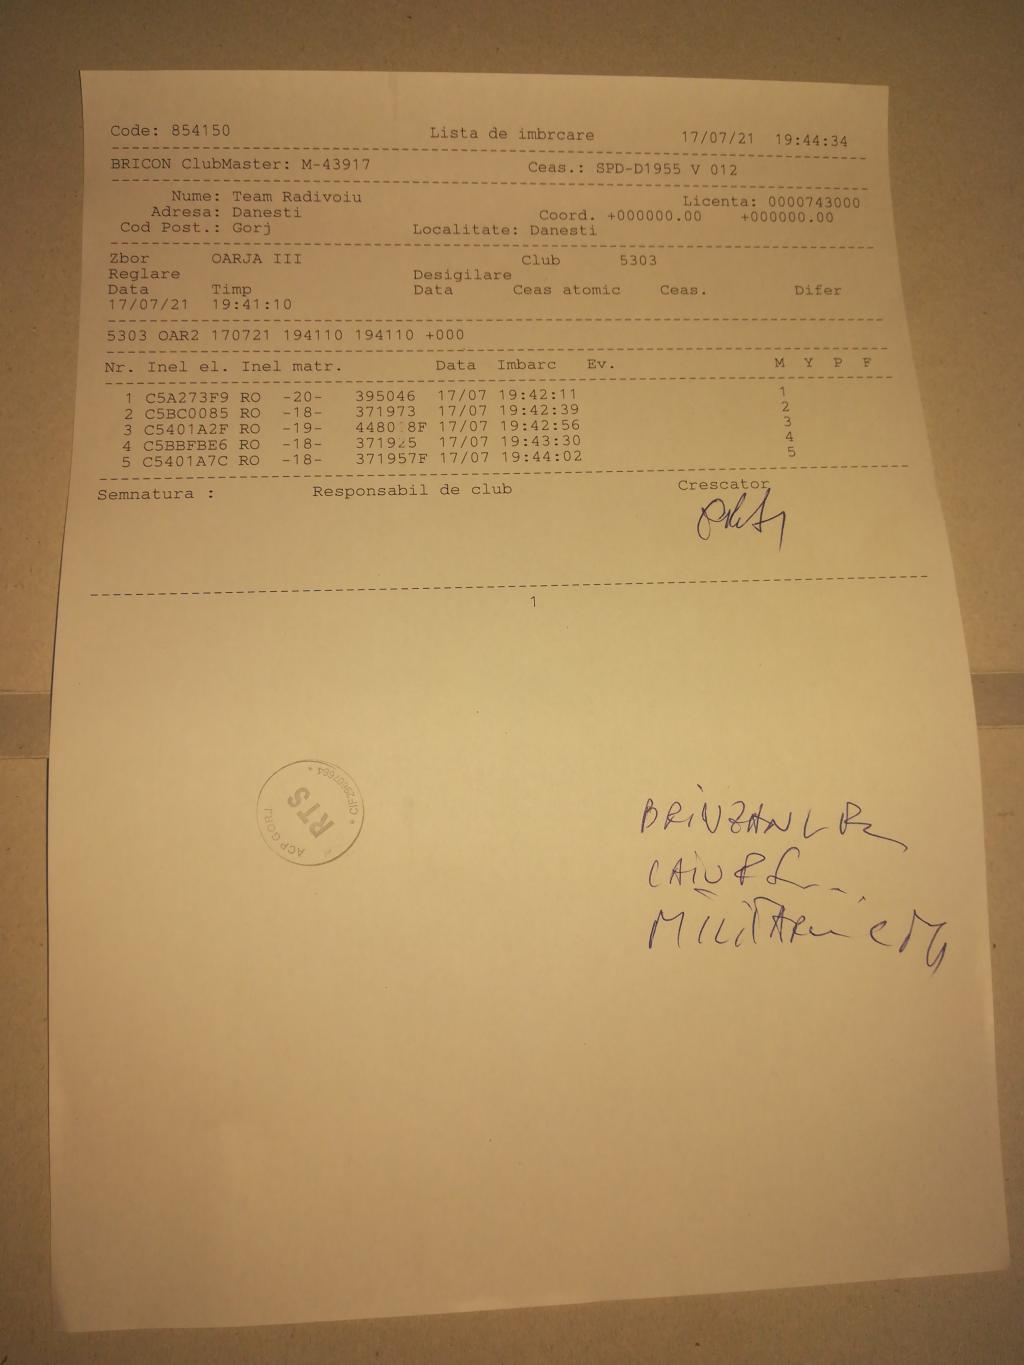 Code: 854150 Lista de imbrcare 17/07/21 19:44:34
BRICON ClubMaster: M-43917 Ceas.: SPD-D1955 V 012
Nume: Team Radivoiu Licenta: 0000743000
Adresa: Danesti Coord. +000000.00 +000000.00
Cod Post.: Gorj Localitate: Danesti
Zbor OARJA III Club 5303
Reglare Desigilare
Data Timp Data Ceas atomic Ceas. Difer
17/07/21 19:41:10
5303 OAR2 170721 194110 194110 +000
Nr. Inel el. Inel matr. Data Imbarc Ev. M Y P F
1 C5A273F9 RO -20- 395046 17/07 19:42:11 1
2 C5BC0085 RO -18- 371973 17/07 19:42:39 2
3 C5401A2F RO -19- 17/07 19:42:56 3
4 C5BBFBE6 RO -18- 371925 17/07 19:43:30 4
5 C5401A7C RO -18- 371957F 17/07 19:44:02 5
Semnatura : Responsabil de club Crescator
1
RTS
ACP GORJ